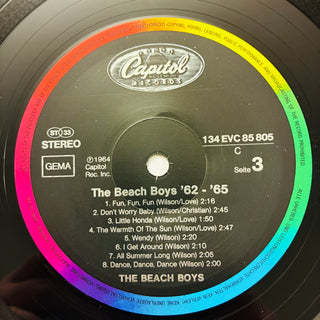 Capitol
RECORDS
ST 33
STEREO
134 EVC 85 805
C
Seite 3
GEMA
℗1964
Capitol
Rec. Inc.
The Beach Boys '62 - '65
1. Fun, Fun, Fun (Wilson/Love) 2:16
2. Don't Worry Baby (Wilson/Christian) 2:45
3. Little Honda (Wilson/Love) 1:50
4. The Warmth Of The Sun (Wilson/Love) 2:48
5. Wendy (Wilson) 2:20
6. I Get Around (Wilson) 2:10
7. All Summer Long (Wilson) 2:05
8. Dance, Dance, Dance (Wilson) 2:00
THE BEACH BOYS